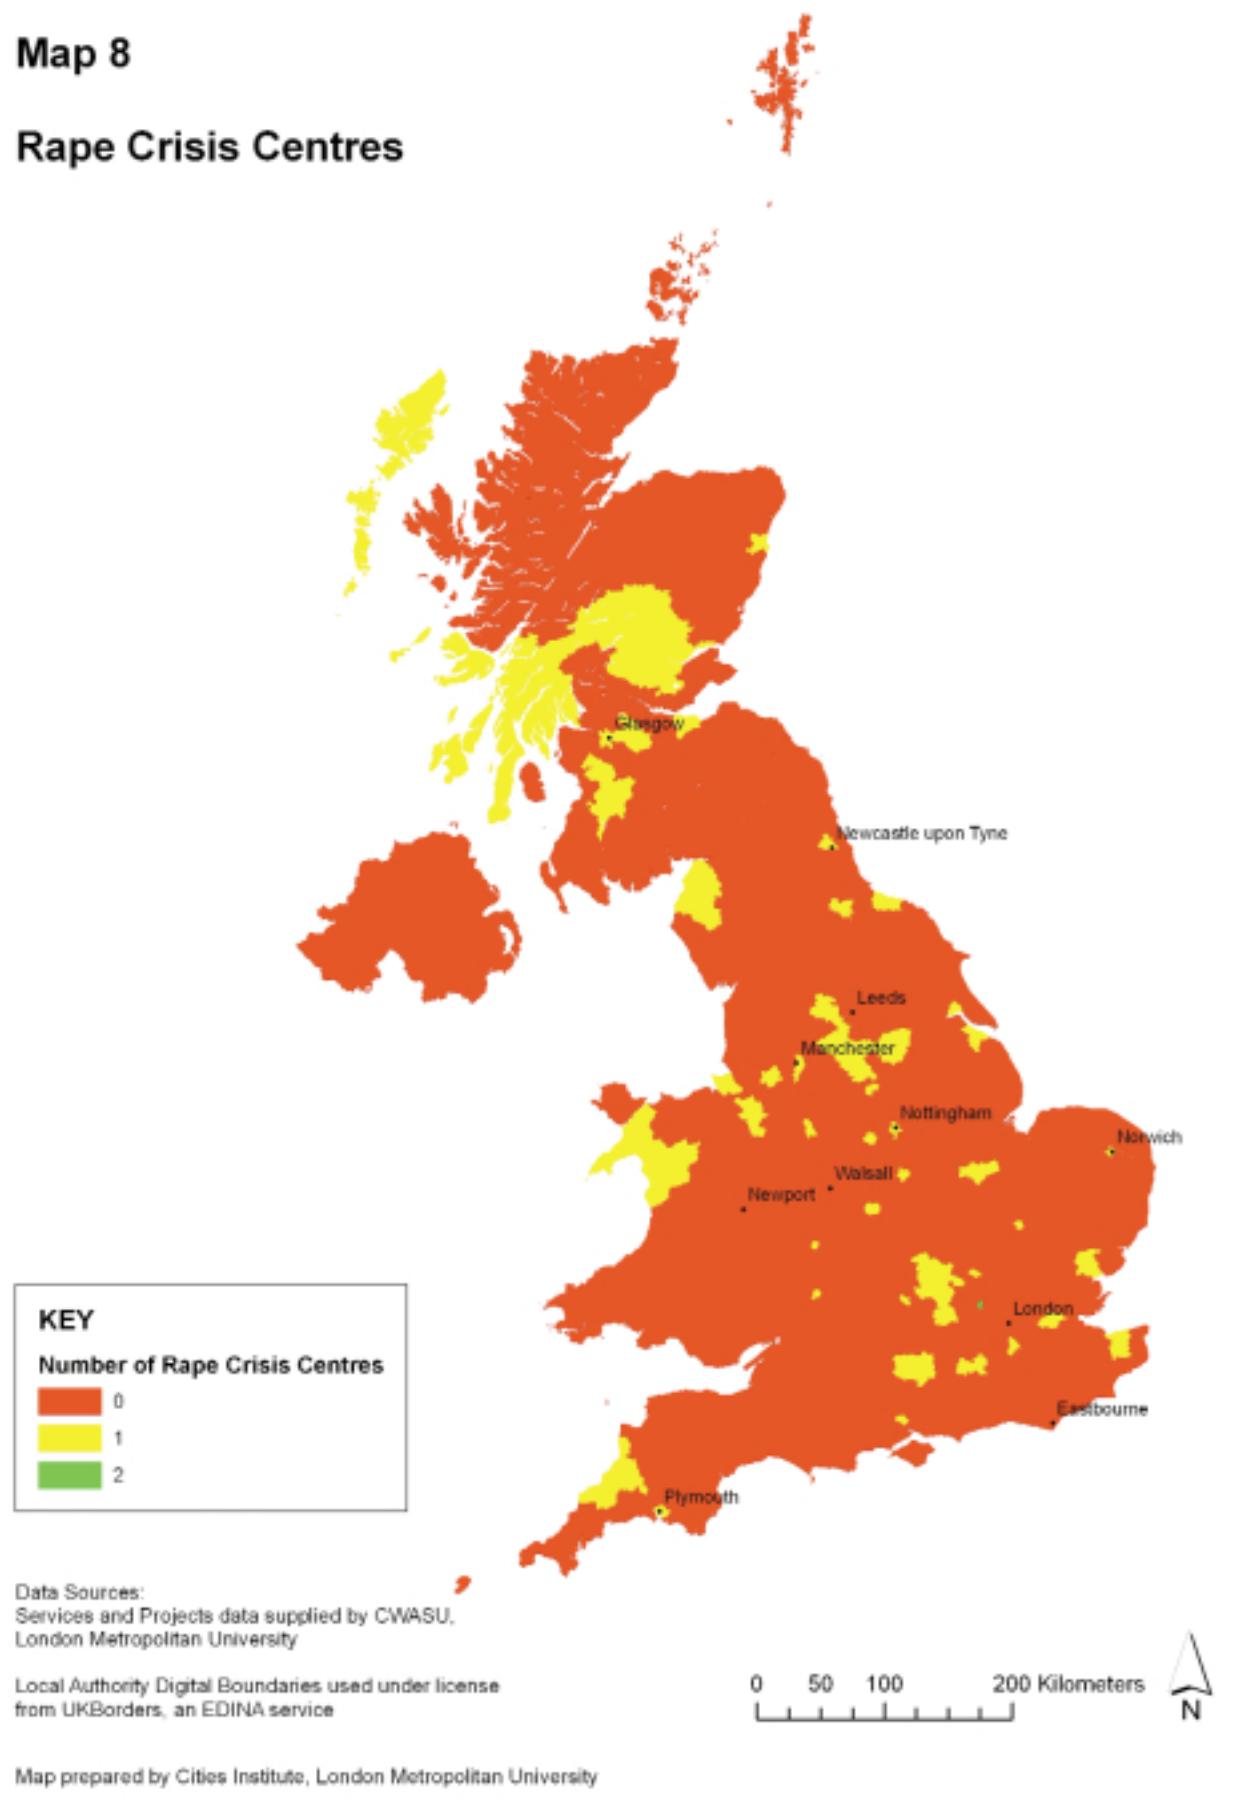 Map 8
Rape Crisis Centres
Glasgow
Newcastle upon Tyne
Leeds
Manchester
Nottingham
Norwich
Walsall
Newport
London
Eastbourne
Plymouth
KEY
Number of Rape Crisis Centres
0
1
2
Data Sources:
Services and Projects data supplied by CWASU,
London Metropolitan University
Local Authority Digital Boundaries used under license
from UKBorders, an EDINA service
0 50 100 200 Kilometers
N
Map prepared by Cities Institute, London Metropolitan University